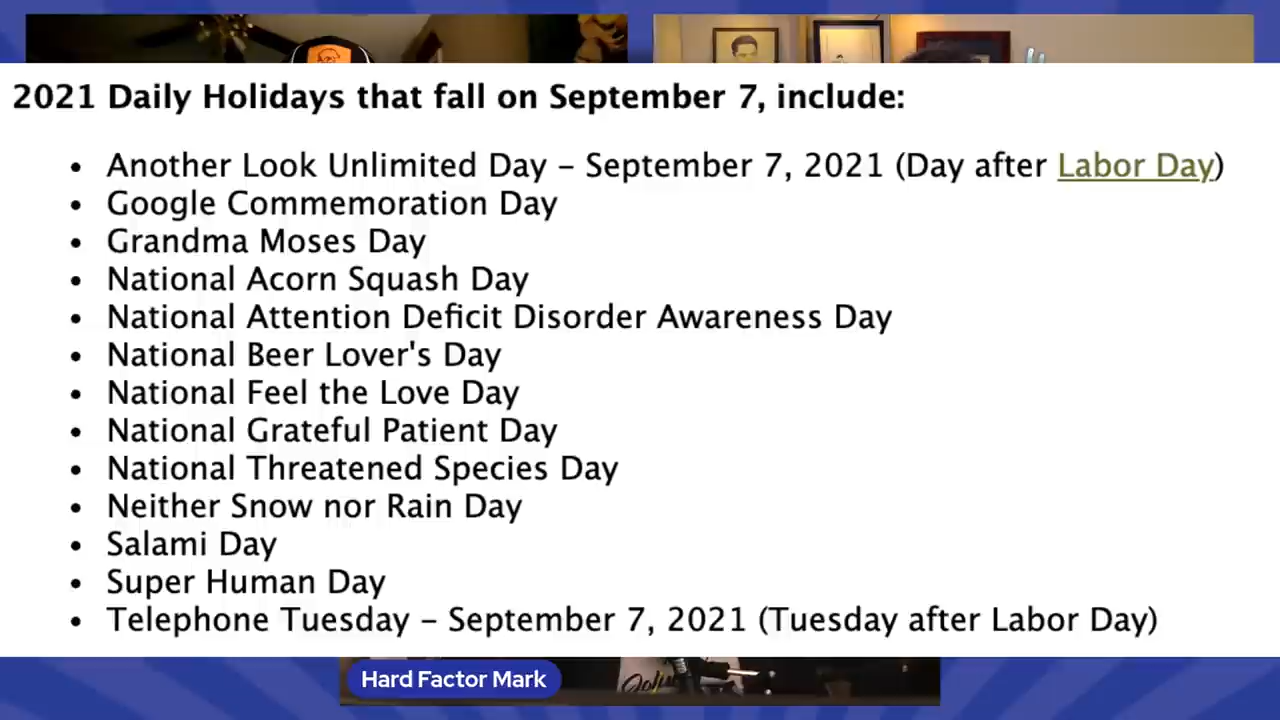 2021 Daily Holidays that fall on September 7, include:
• Another Look Unlimited Day – September 7, 2021 (Day after Labor Day)
• Google Commemoration Day
• Grandma Moses Day
• National Acorn Squash Day
• National Attention Deficit Disorder Awareness Day
• National Beer Lover's Day
• National Feel the Love Day
• National Grateful Patient Day
• National Threatened Species Day
• Neither Snow nor Rain Day
• Salami Day
• Super Human Day
• Telephone Tuesday – September 7, 2021 (Tuesday after Labor Day)
Hard Factor Mark